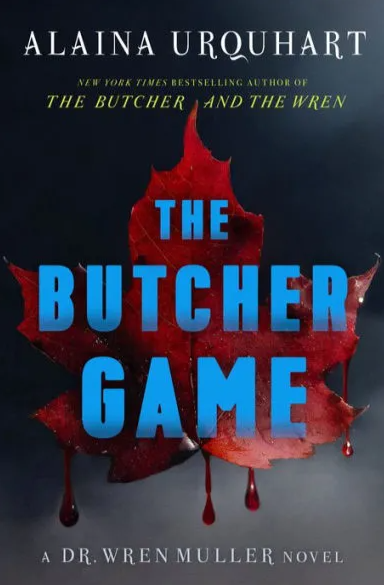 ALAINA URQUHART
NEW YORK TIMES BESTSELLING AUTHOR OF
THE BUTCHER AND THE WREN
THE
BUTCHER
GAME
A DR. WREN MULLER NOVEL